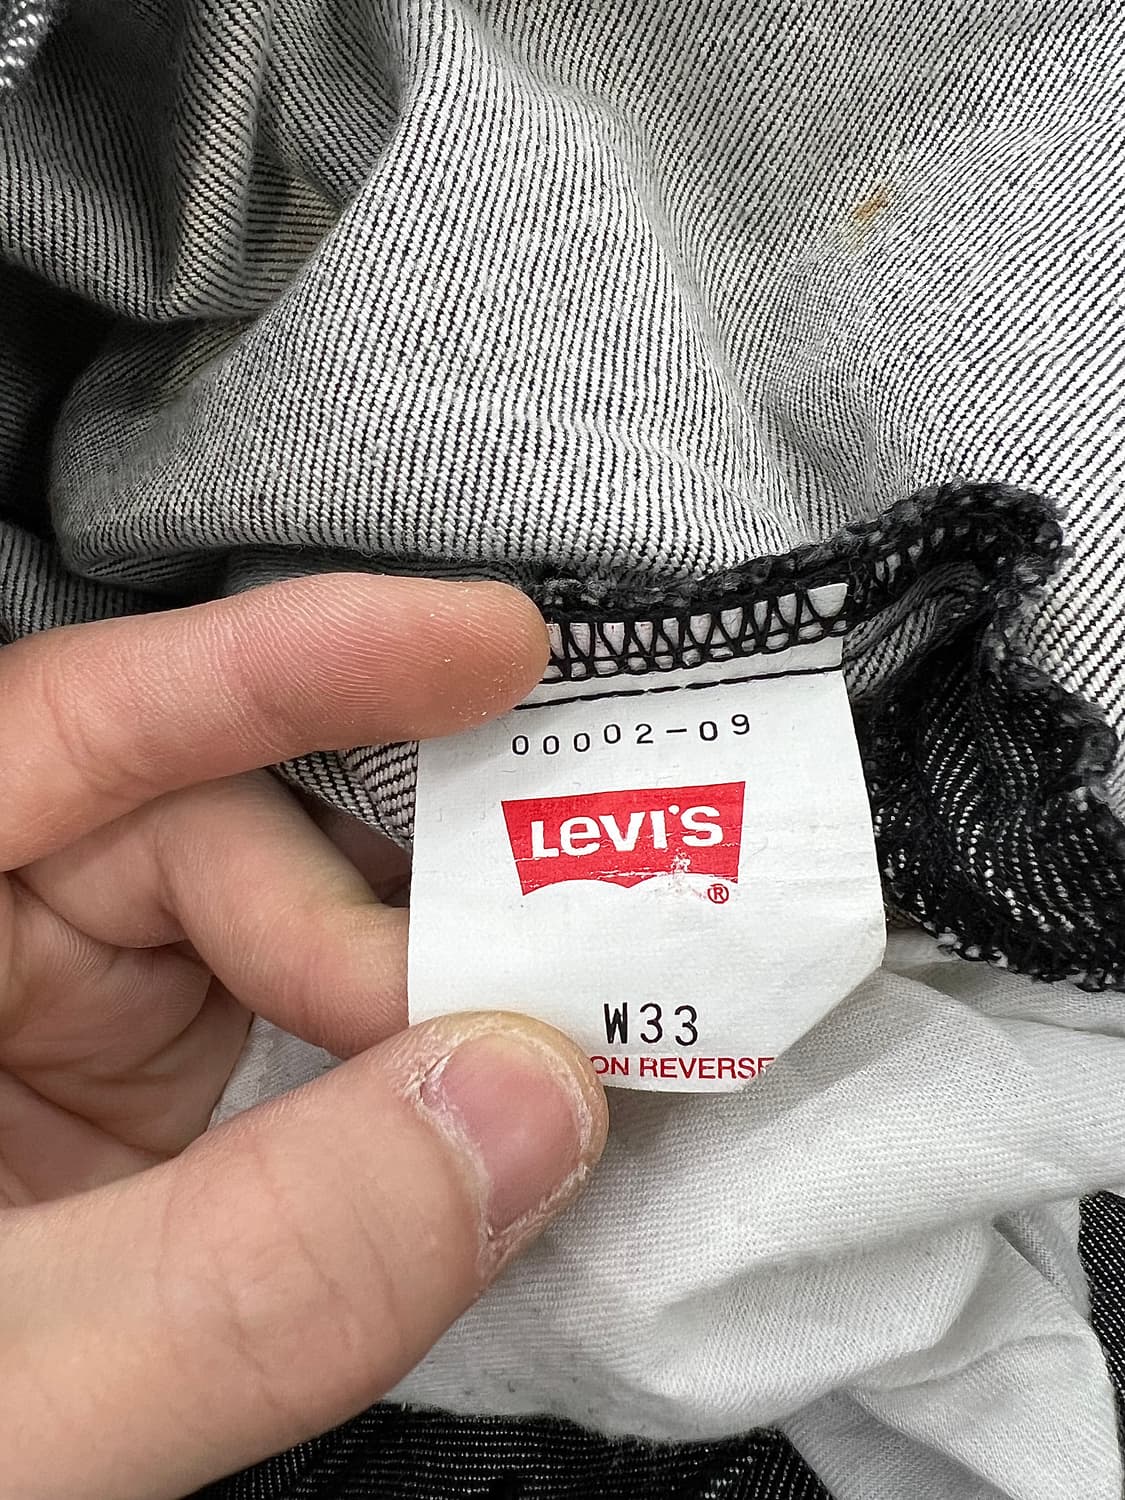 00002-09
LEVI'S
®
W33
ON REVERSE